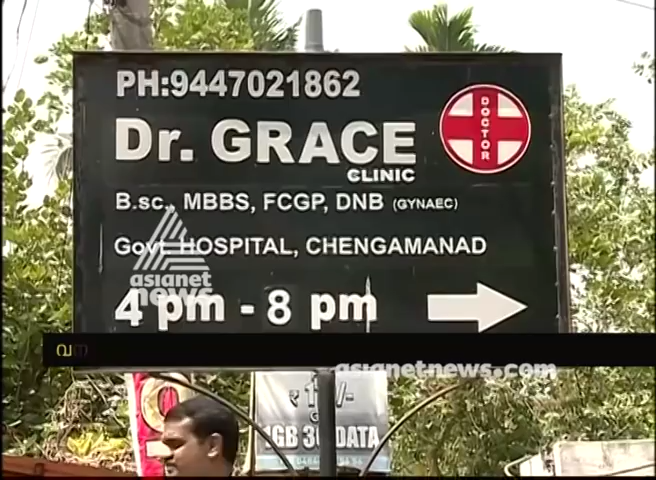 PH:9447021862
Dr. GRACE
CLINIC
DOCTOR
B.sc., MBBS, FCGP, DNB (GYNAEC)
Govt. HOSPITAL, CHENGAMANAD
asianet
news
4 pm - 8 pm
വന
asianetnews.com
1GB 3G DATA